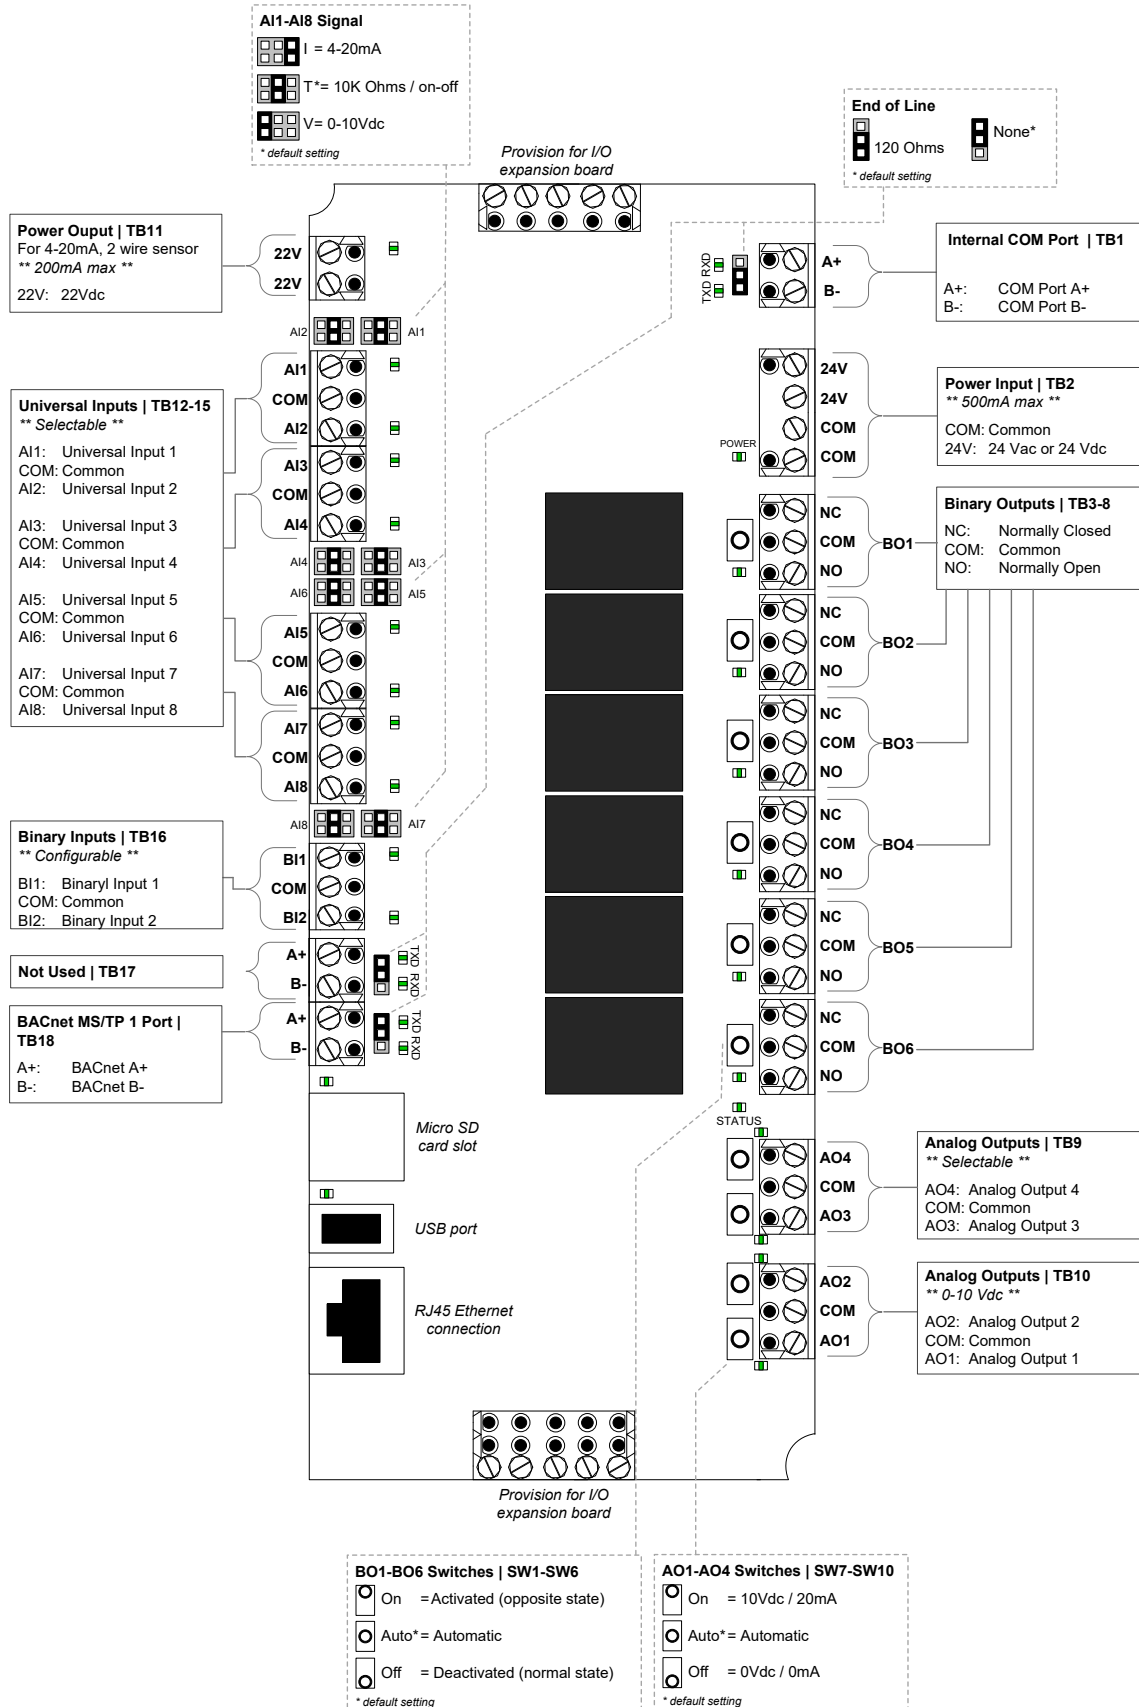 AI1-AI8 Signal
I = 4-20mA
T*= 10K Ohms / on-off
V= 0-10Vdc
* default setting
End of Line
120 Ohms
None*
* default setting
Provision for I/O
expansion board
Power Ouput | TB11
For 4-20mA, 2 wire sensor
** 200mA max **
22V: 22Vdc
22V
22V
AI2
AI1
Universal Inputs | TB12-15
** Selectable **
AI1: Universal Input 1
COM: Common
AI2: Universal Input 2
AI3: Universal Input 3
COM: Common
AI4: Universal Input 4
AI5: Universal Input 5
COM: Common
AI6: Universal Input 6
AI7: Universal Input 7
COM: Common
AI8: Universal Input 8
AI1
COM
AI2
AI3
COM
AI4
AI4
AI3
AI6
AI5
AI5
COM
AI6
AI7
COM
AI8
AI8
AI7
Binary Inputs | TB16
** Configurable **
BI1: Binaryl Input 1
COM: Common
BI2: Binary Input 2
BI1
COM
BI2
Not Used | TB17
A+
B-
TXD RXD
BACnet MS/TP 1 Port |
TB18
A+: BACnet A+
B-: BACnet B-
A+
B-
TXD RXD
Micro SD
card slot
USB port
RJ45 Ethernet
connection
TXD RXD
A+
B-
Internal COM Port | TB1
A+: COM Port A+
B-: COM Port B-
24V
24V
COM
COM
POWER
Power Input | TB2
** 500mA max **
COM: Common
24V: 24 Vac or 24 Vdc
Binary Outputs | TB3-8
NC: Normally Closed
COM: Common
NO: Normally Open
NC
COM
NO
BO1
NC
COM
NO
BO2
NC
COM
NO
BO3
NC
COM
NO
BO4
NC
COM
NO
BO5
NC
COM
NO
BO6
STATUS
AO4
COM
AO3
Analog Outputs | TB9
** Selectable **
AO4: Analog Output 4
COM: Common
AO3: Analog Output 3
AO2
COM
AO1
Analog Outputs | TB10
** 0-10 Vdc **
AO2: Analog Output 2
COM: Common
AO1: Analog Output 1
Provision for I/O
expansion board
BO1-BO6 Switches | SW1-SW6
On =Activated (opposite state)
Auto*= Automatic
Off = Deactivated (normal state)
* default setting
AO1-AO4 Switches | SW7-SW10
On = 10Vdc / 20mA
Auto*= Automatic
Off = 0Vdc / 0mA
* default setting